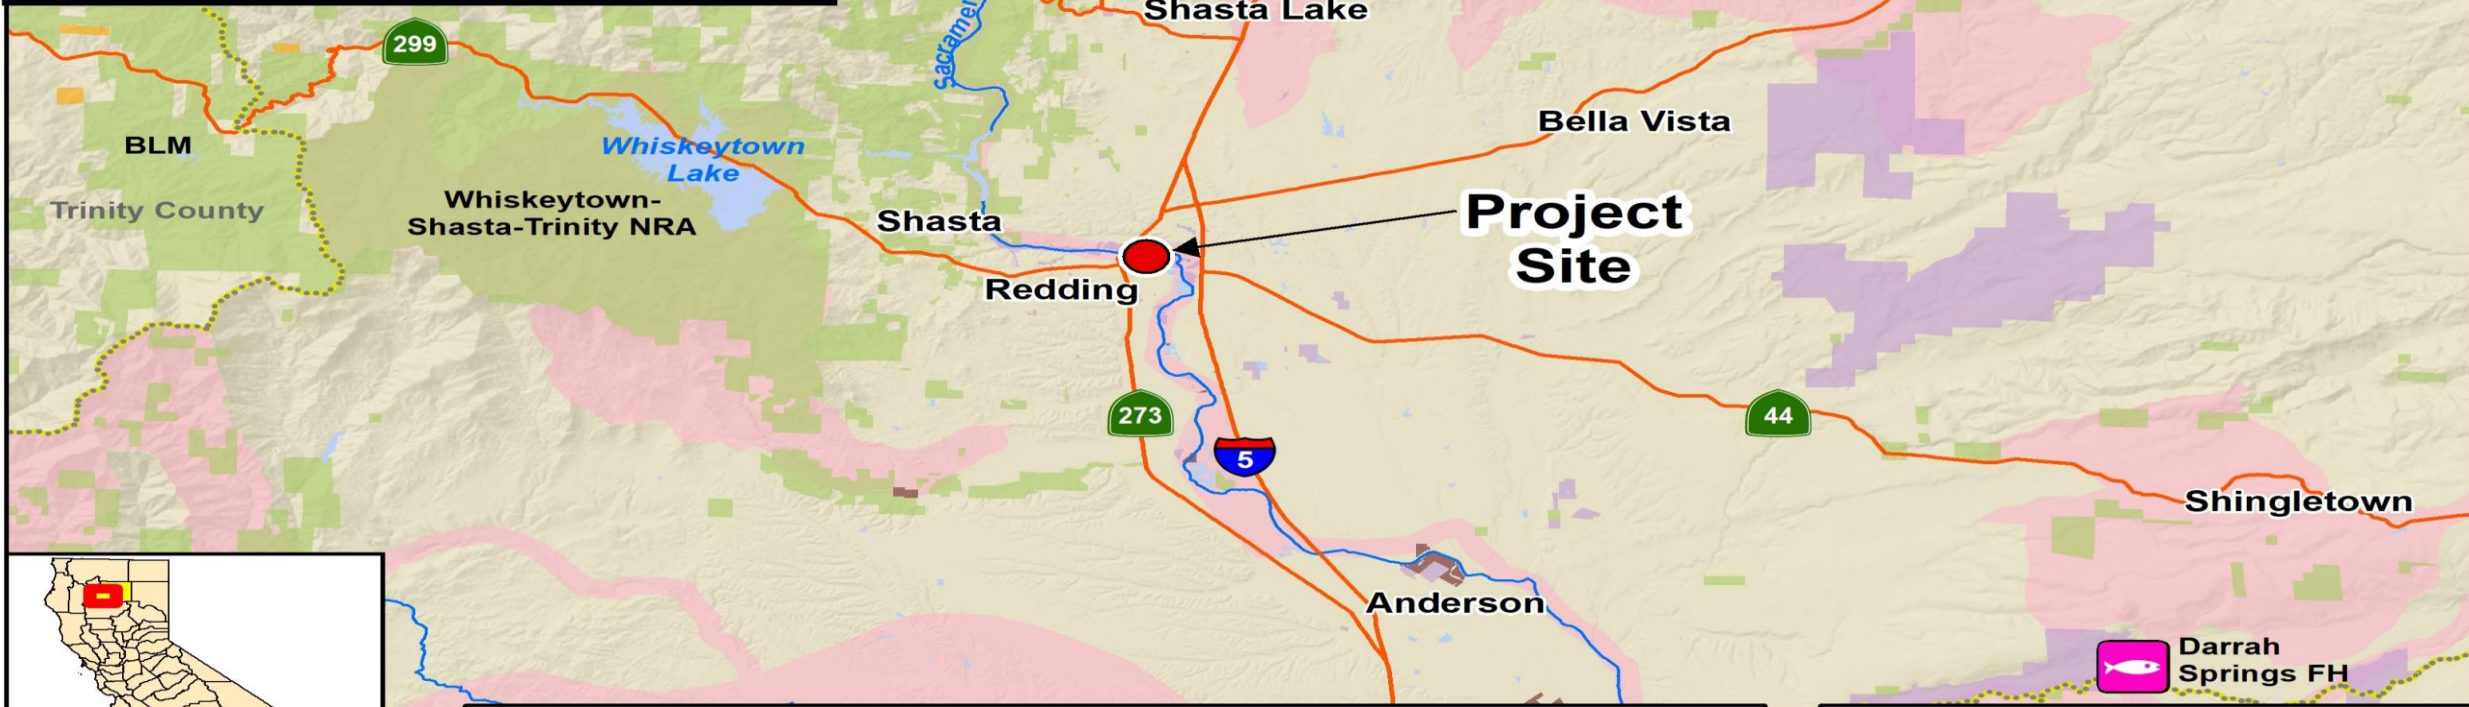 Shasta Lake
299
Bella Vista
BLM
Whiskeytown
Lake
Trinity County
Whiskeytown-
Shasta-Trinity NRA
Shasta
Project
Site
Redding
273
44
5
Shingletown
Anderson
Darrah
Springs FH